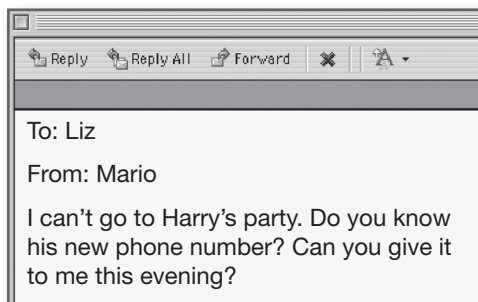 Reply Reply All Forward
To: Liz
From: Mario
I can't go to Harry's party. Do you know
his new phone number? Can you give it
to me this evening?